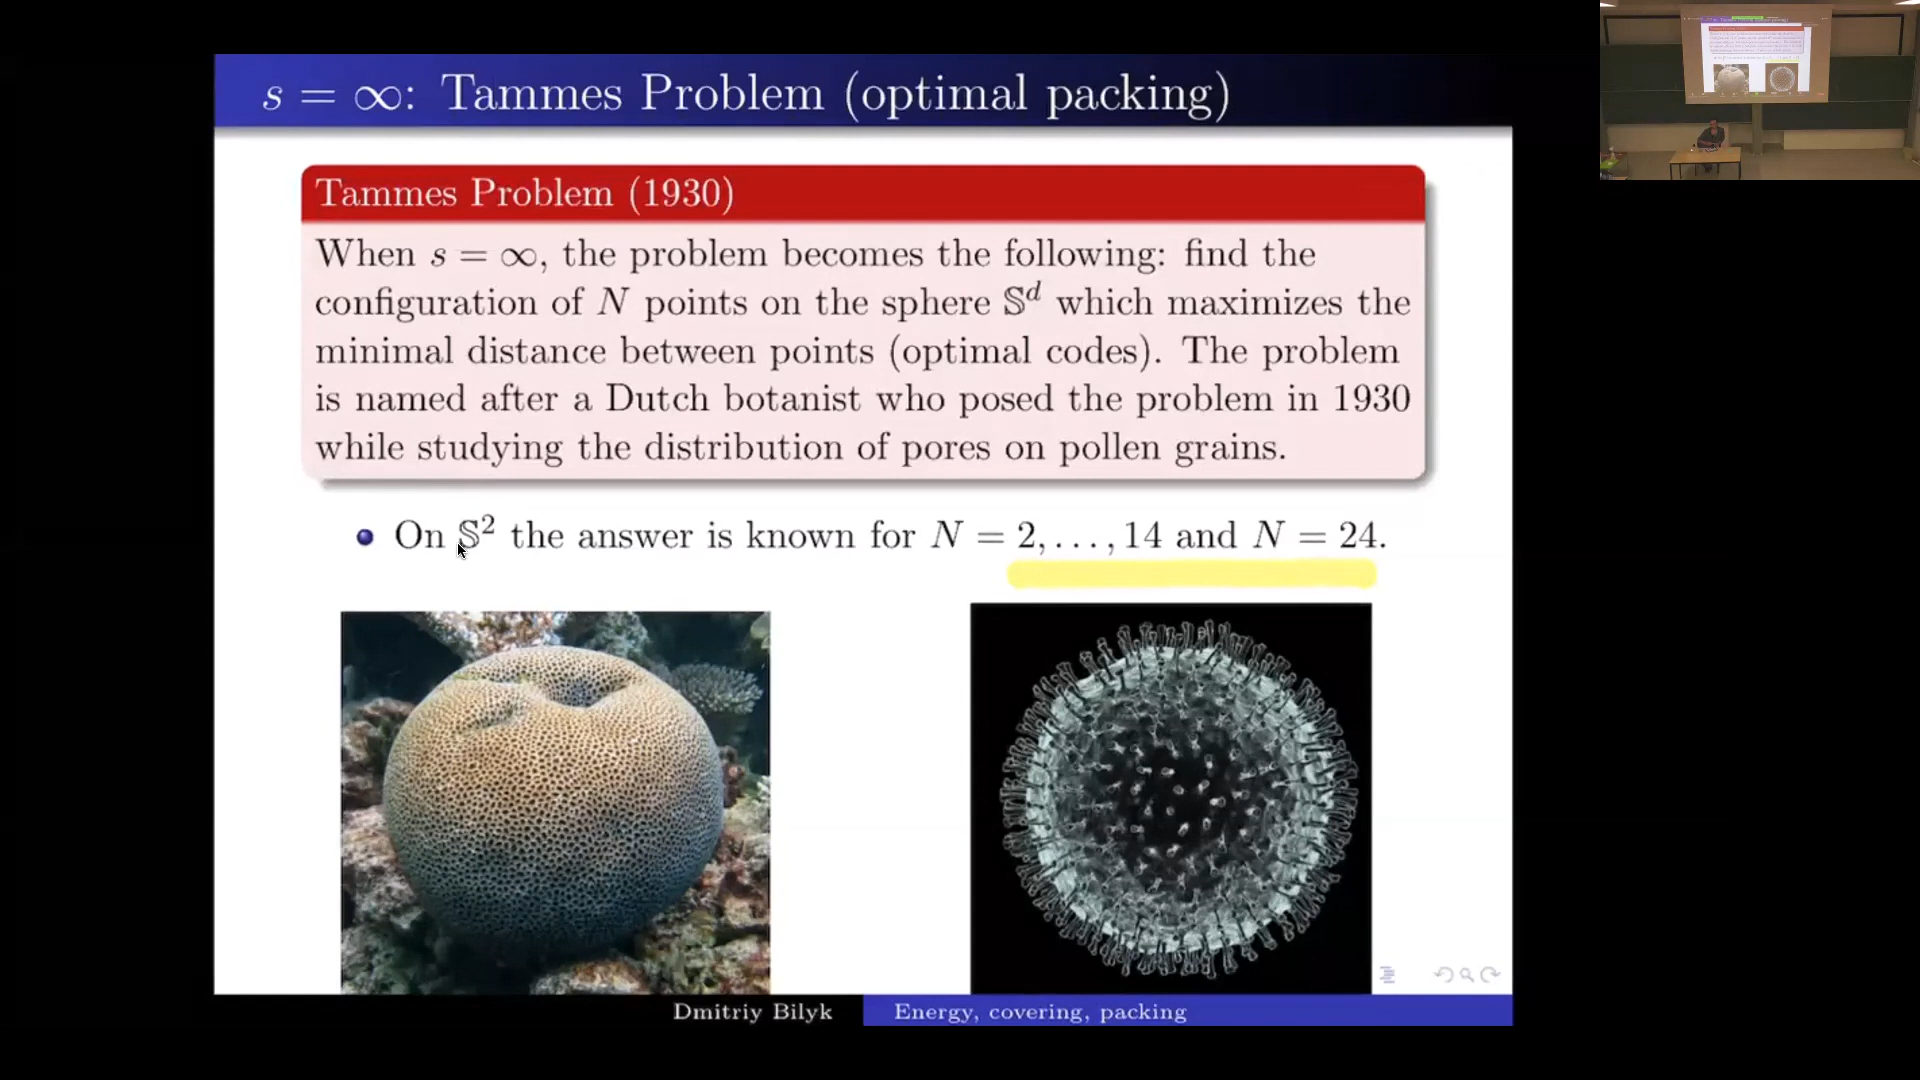 s = ∞: Tammes Problem (optimal packing)
Tammes Problem (1930)
When s = ∞, the problem becomes the following: find the
configuration of N points on the sphere 𝕊^d which maximizes the
minimal distance between points (optimal codes). The problem
is named after a Dutch botanist who posed the problem in 1930
while studying the distribution of pores on pollen grains.
On 𝕊² the answer is known for N = 2, . . . , 14 and N = 24.
Dmitriy Bilyk
Energy, covering, packing